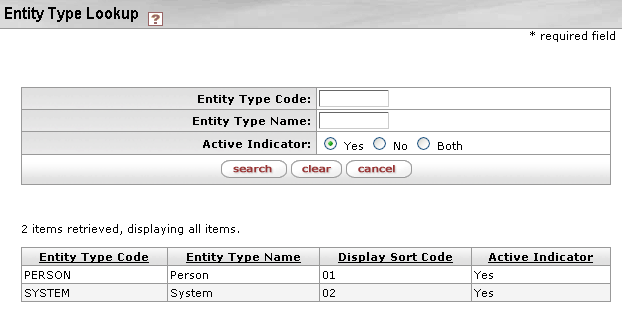 Entity Type Lookup ?
* required field
Entity Type Code:
Entity Type Name:
Active Indicator: Yes No Both
search clear cancel
2 items retrieved, displaying all items.
Entity Type Code Entity Type Name Display Sort Code Active Indicator
PERSON Person 01 Yes
SYSTEM System 02 Yes